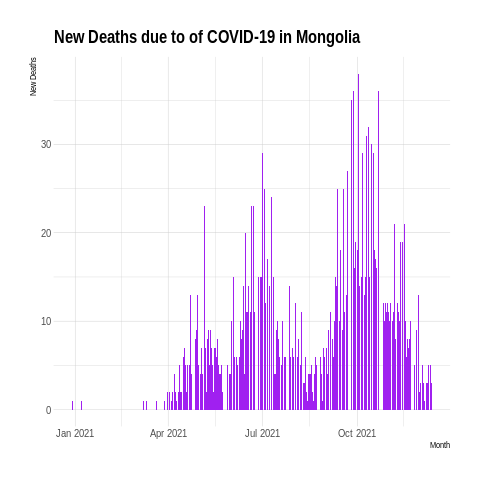 New Deaths due to of COVID-19 in Mongolia
New Deaths
30
20
10
0
Jan 2021 Apr 2021 Jul 2021 Oct 2021
Month